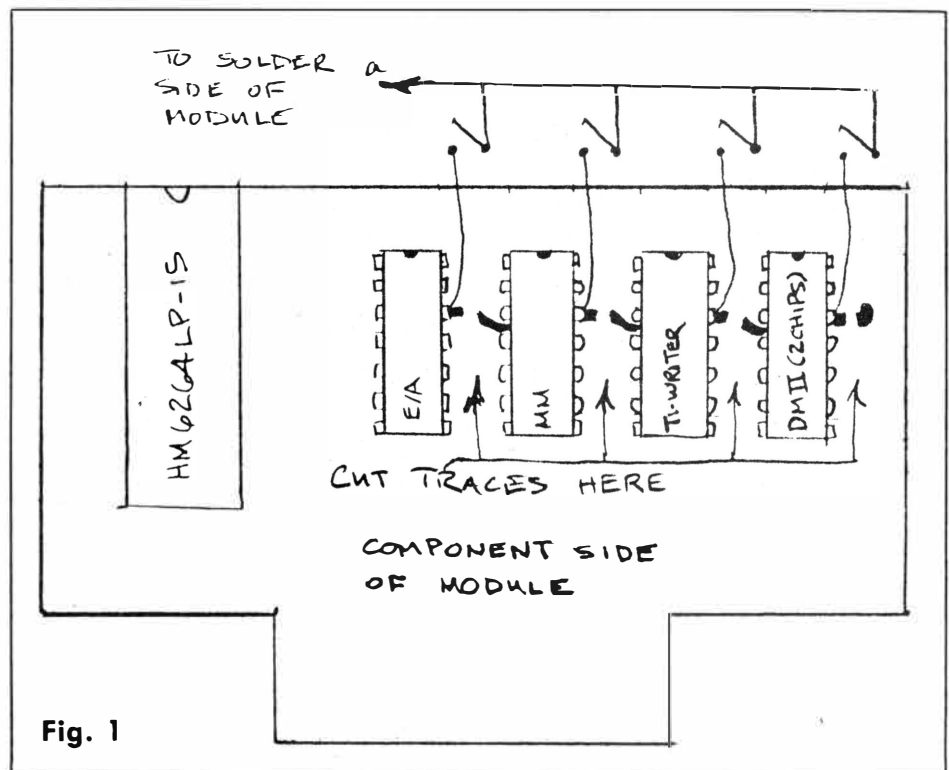 TO SOLDER
SIDE OF
MODULE
a
HM6264LP-15
E/A
MM
TI-WRITER
DMII (2CHIPS)
CUT TRACES HERE
COMPONENT SIDE
OF MODULE
Fig. 1